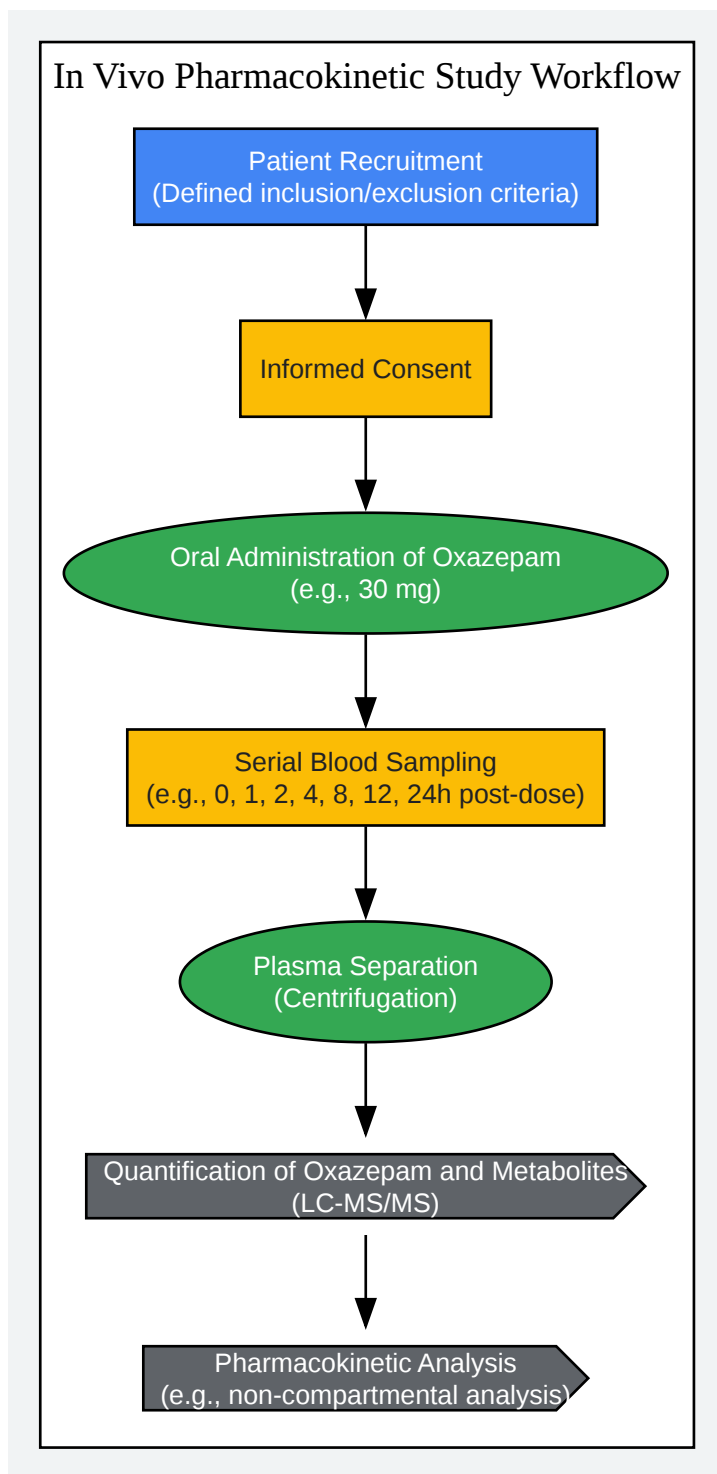 In Vivo Pharmacokinetic Study Workflow
Patient Recruitment
(Defined inclusion/exclusion criteria)
Informed Consent
Oral Administration of Oxazepam
(e.g., 30 mg)
Serial Blood Sampling
(e.g., 0, 1, 2, 4, 8, 12, 24h post-dose)
Plasma Separation
(Centrifugation)
Quantification of Oxazepam and Metabolites
(LC-MS/MS)
Pharmacokinetic Analysis
(e.g., non-compartmental analysis)